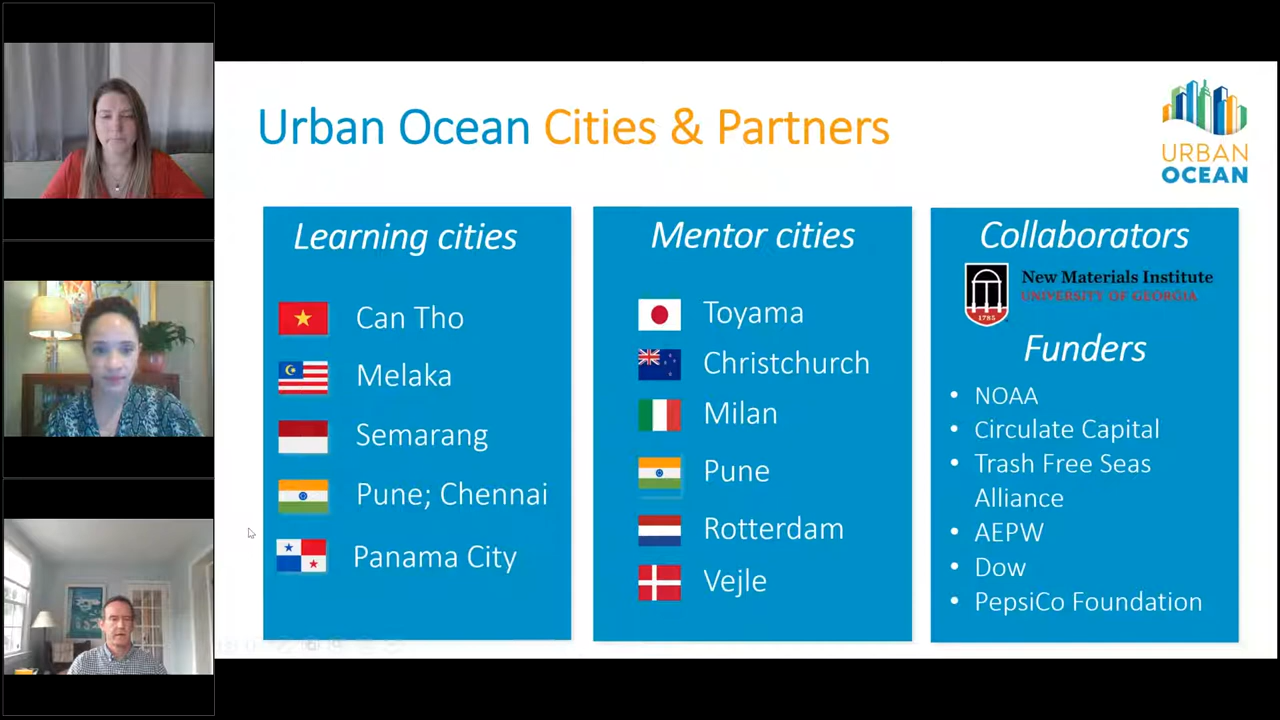 Urban Ocean Cities & Partners
URBAN
OCEAN
Learning cities
Can Tho
Melaka
Semarang
Pune; Chennai
Panama City
Mentor cities
Toyama
Christchurch
Milan
Pune
Rotterdam
Vejle
Collaborators
New Materials Institute
UNIVERSITY OF GEORGIA
1785
Funders
• NOAA
• Circulate Capital
• Trash Free Seas
Alliance
• AEPW
• Dow
• PepsiCo Foundation